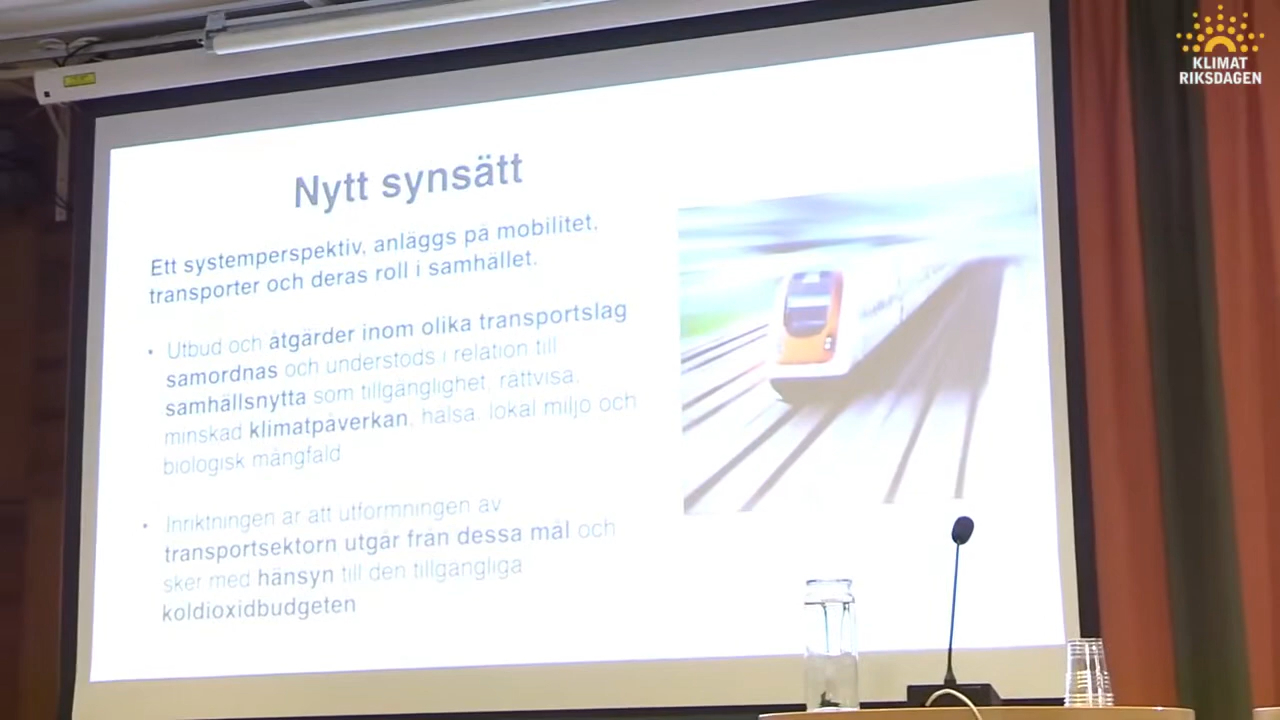 KLIMAT
RIKSDAGEN
Nytt synsätt
Ett systemperspektiv, anläggs på mobilitet,
transporter och deras roll i samhället.
• Utbud och åtgärder inom olika transportslag
samordnas och understöds i relation till
samhällsnytta som tillgänglighet, rättvisa,
minskad klimatpåverkan, hälsa, lokal miljö och
biologisk mångfald
• Inriktningen är att utformningen av
transportsektorn utgår från dessa mål och
sker med hänsyn till den tillgängliga
koldioxidbudgeten